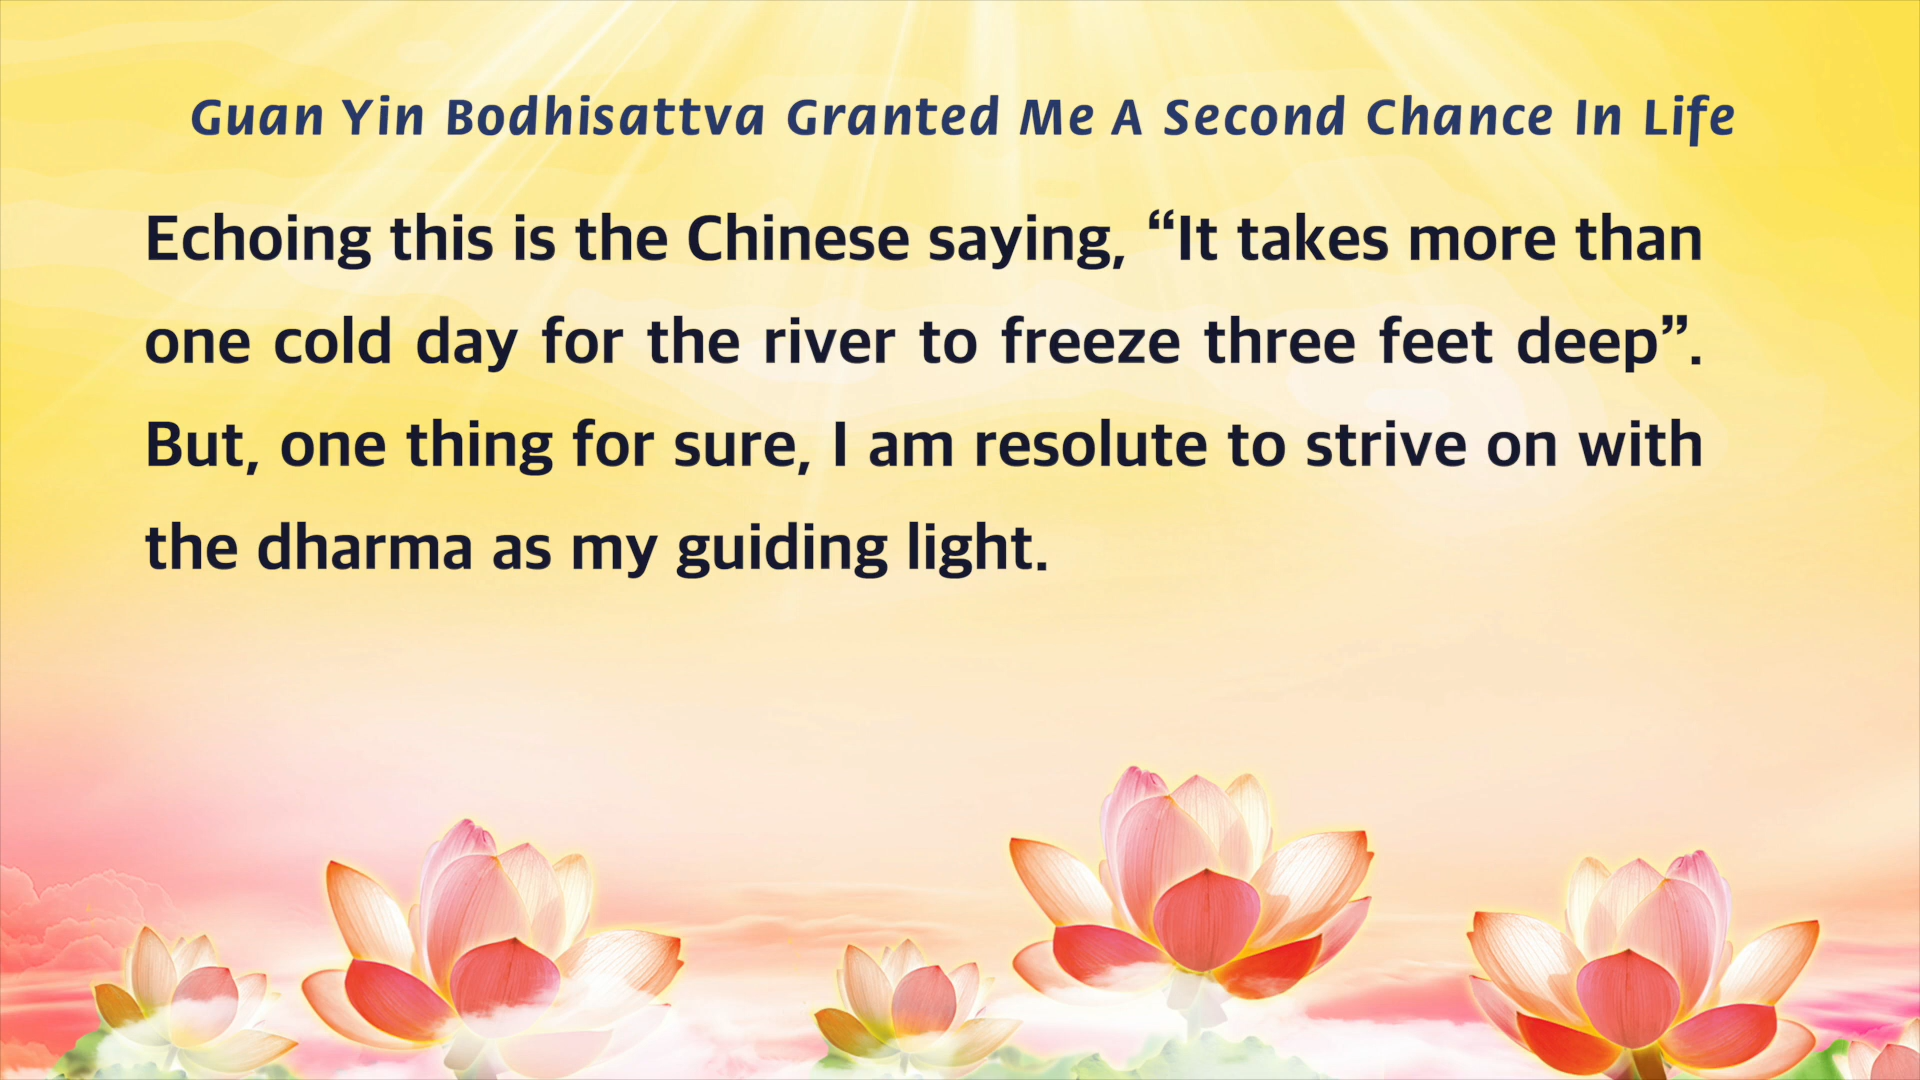 Guan Yin Bodhisattva Granted Me A Second Chance In Life
Echoing this is the Chinese saying, “It takes more than
one cold day for the river to freeze three feet deep”.
But, one thing for sure, I am resolute to strive on with
the dharma as my guiding light.